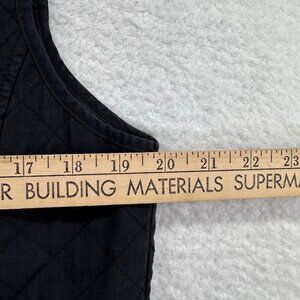 17 18 19 20 21 22 23
R BUILDING MATERIALS SUPERMA